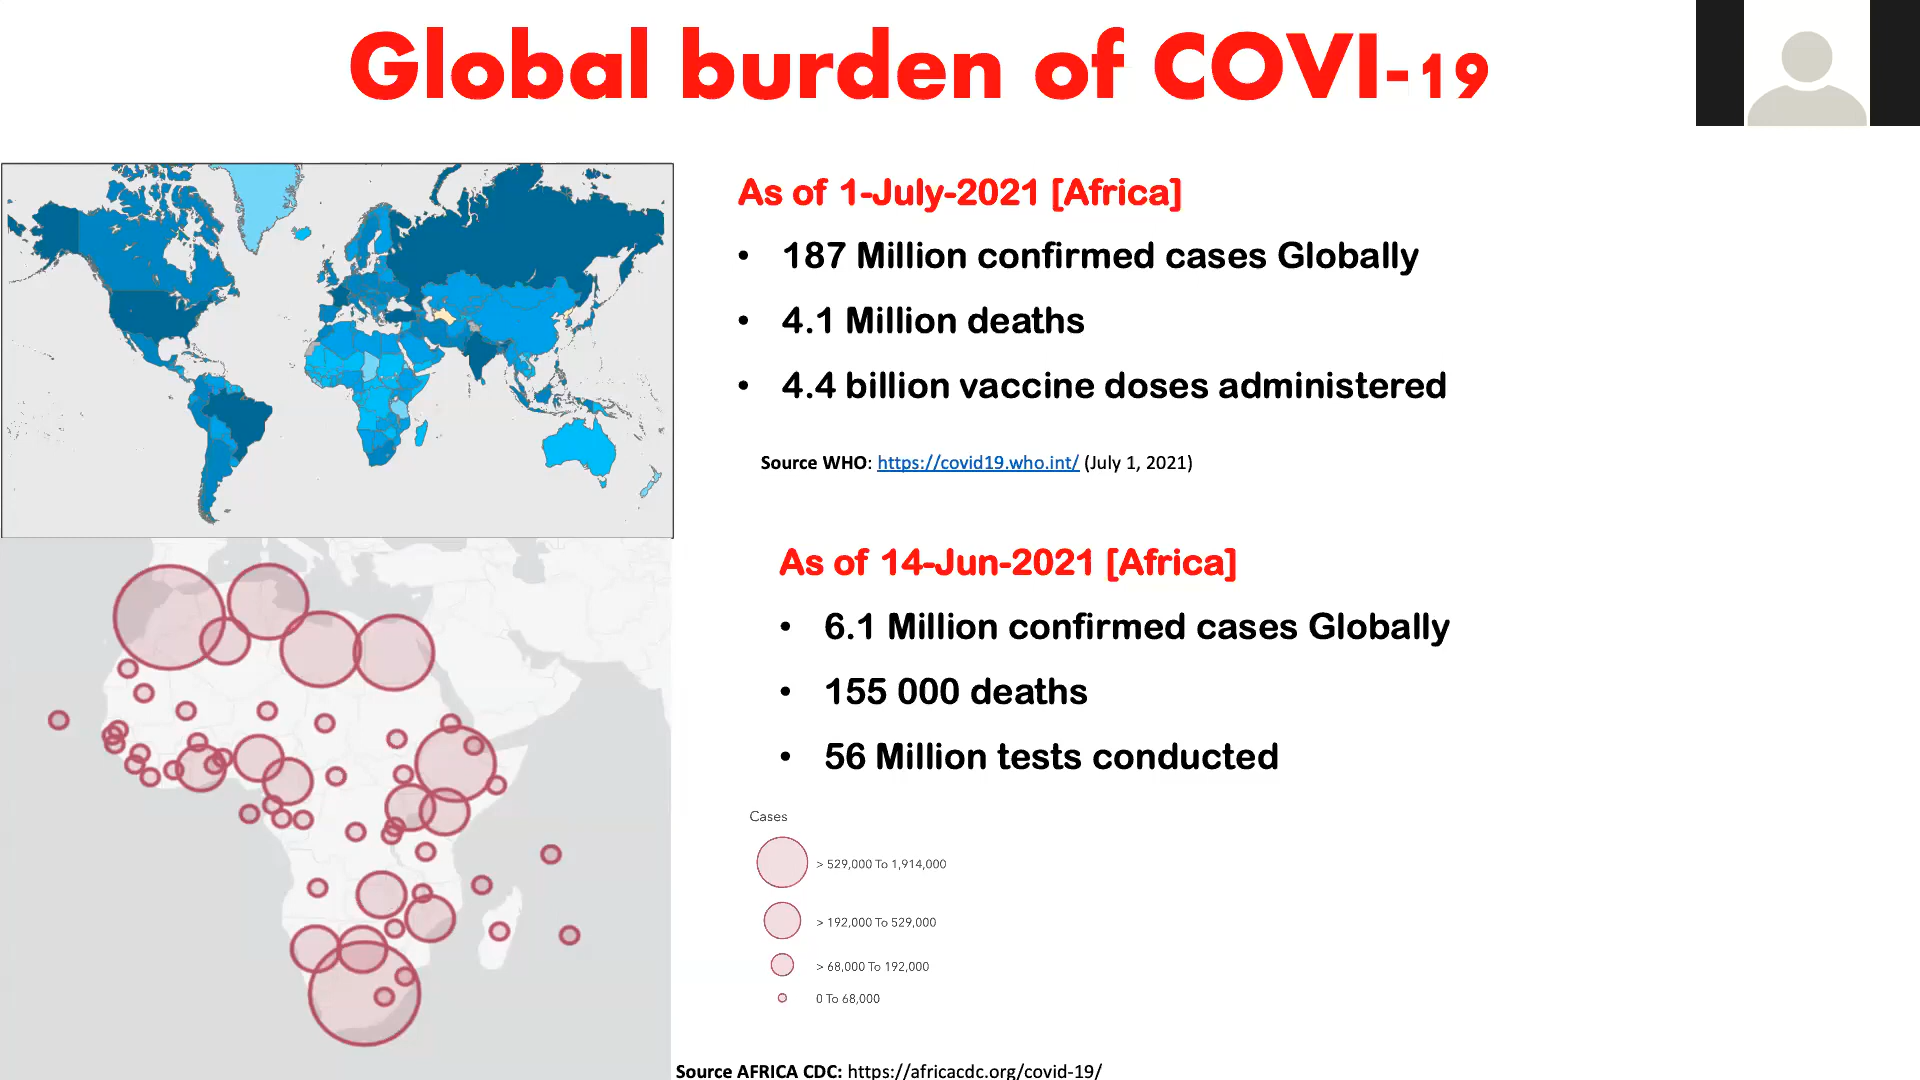 Global burden of COVI-19
As of 1-July-2021 [Africa]
• 187 Million confirmed cases Globally
• 4.1 Million deaths
• 4.4 billion vaccine doses administered
Source WHO: https://covid19.who.int/ (July 1, 2021)
As of 14-Jun-2021 [Africa]
• 6.1 Million confirmed cases Globally
• 155 000 deaths
• 56 Million tests conducted
Cases
> 529,000 To 1,914,000
> 192,000 To 529,000
> 68,000 To 192,000
0 To 68,000
Source AFRICA CDC: https://africacdc.org/covid-19/